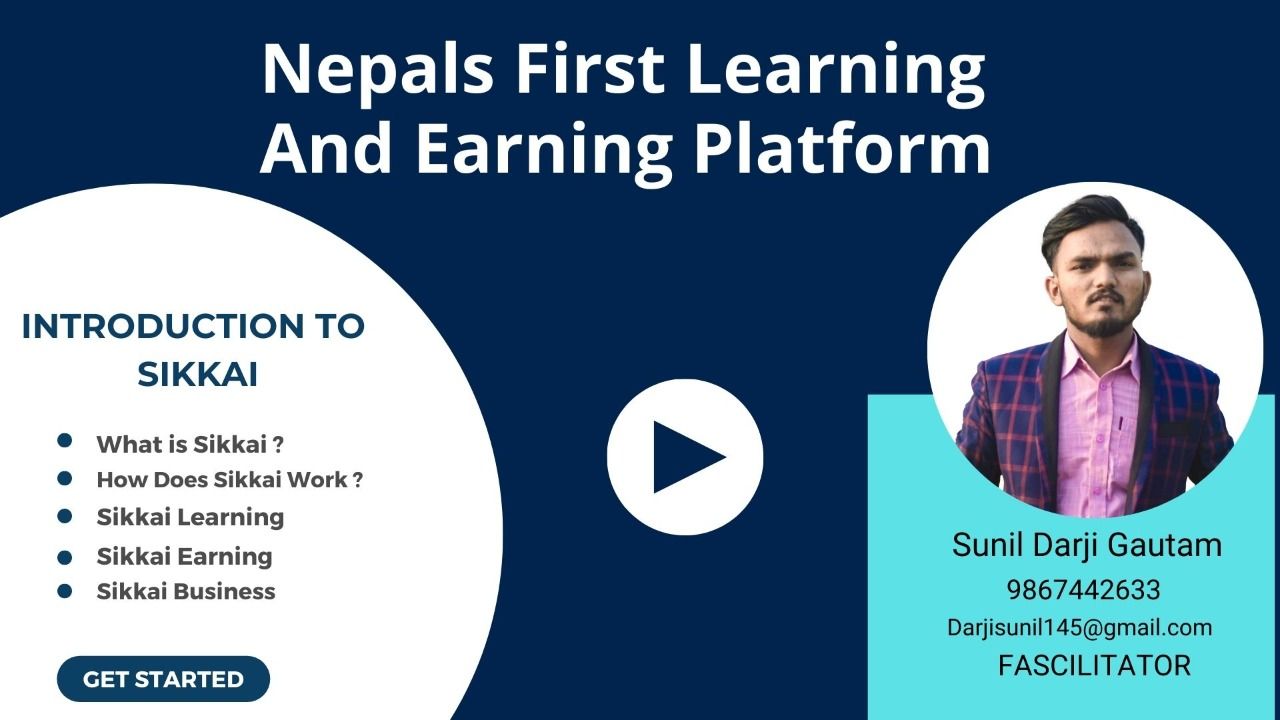 Nepals First Learning
And Earning Platform
INTRODUCTION TO
SIKKAI
What is Sikkai ?
How Does Sikkai Work ?
Sikkai Learning
Sikkai Earning
Sikkai Business
GET STARTED
Sunil Darji Gautam
9867442633
Darjisunil145@gmail.com
FASCILITATOR